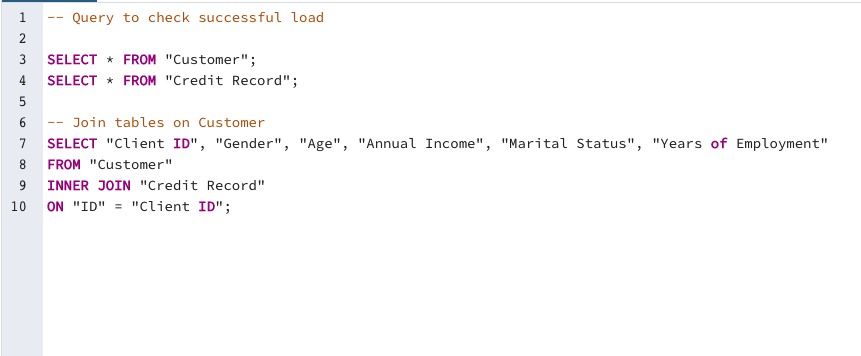 1 -- Query to check successful load
2
3 SELECT * FROM "Customer";
4 SELECT * FROM "Credit Record";
5
6 -- Join tables on Customer
7 SELECT "Client ID", "Gender", "Age", "Annual Income", "Marital Status", "Years of Employment"
8 FROM "Customer"
9 INNER JOIN "Credit Record"
10 ON "ID" = "Client ID";